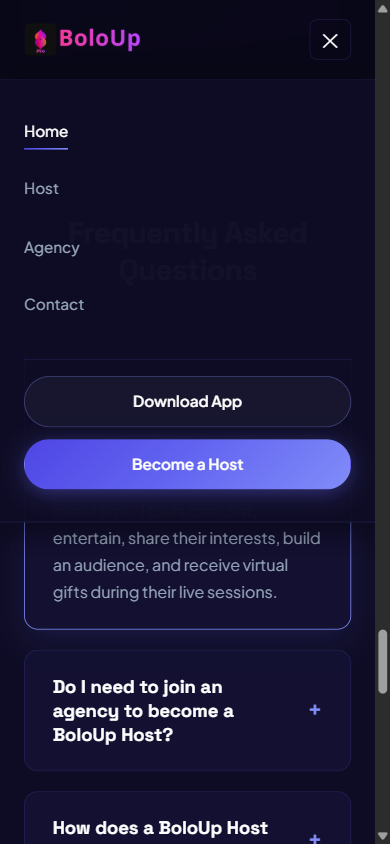 BoloUp
Home
Host
Frequently Asked
Agency
Questions
Contact
Download App
Become a Host
entertain, share their interests, build
an audience, and receive virtual
gifts during their live sessions.
Do I need to join an
agency to become a
BoloUp Host?
+
How does a BoloUp Host
+